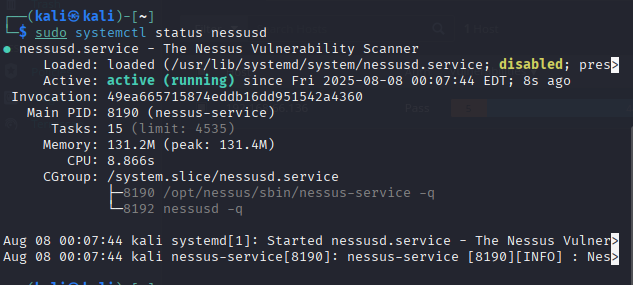 ┌──(kali㉿kali)-[~]
└─$ sudo systemctl status nessusd
● nessusd.service - The Nessus Vulnerability Scanner
Loaded: loaded (/usr/lib/systemd/system/nessusd.service; disabled; pres>
Active: active (running) since Fri 2025-08-08 00:07:44 EDT; 8s ago
Invocation: 49ea665715874eddb16dd951542a4360
Main PID: 8190 (nessus-service)
Tasks: 15 (limit: 4535)
Memory: 131.2M (peak: 131.4M)
CPU: 8.866s
CGroup: /system.slice/nessusd.service
├─8190 /opt/nessus/sbin/nessus-service -q
└─8192 nessusd -q
Aug 08 00:07:44 kali systemd[1]: Started nessusd.service - The Nessus Vulner>
Aug 08 00:07:44 kali nessus-service[8190]: nessus-service [8190][INFO] : Nes>
┌──(kali㉿kali)-[~]